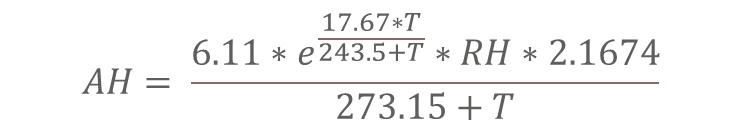 AH = (6.11 * e^((17.67*T)/(243.5+T)) * RH * 2.1674) / (273.15 + T)